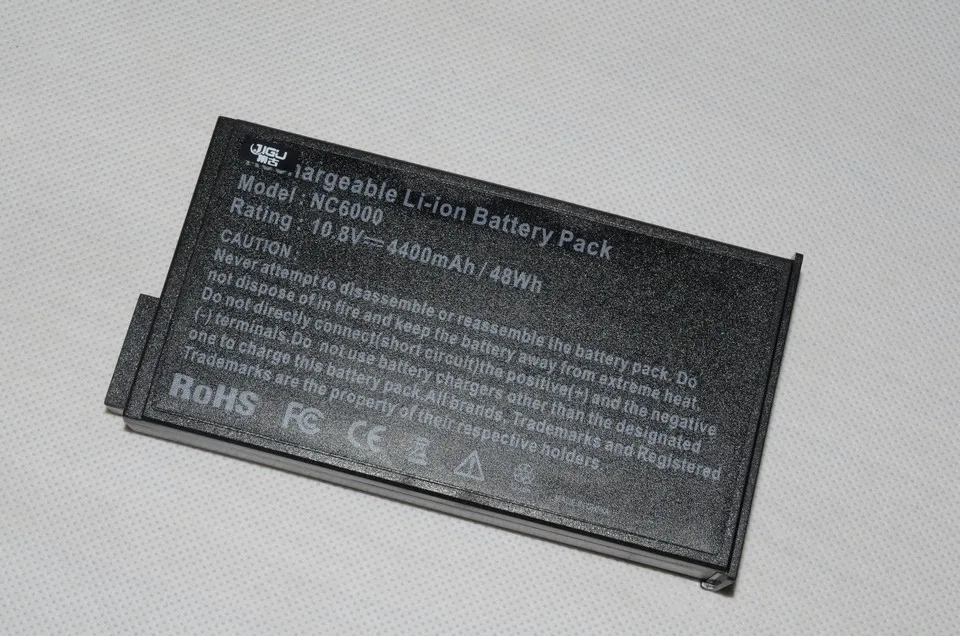 JIGU
Rechargeable Li-ion Battery Pack
Model : NC6000
Rating : 10.8V 4400mAh / 48Wh
CAUTION :
Never attempt to disassemble or reassemble the battery pack. Do
not dispose of in fire and keep the battery away from extreme heat,
Do not directly connect(short circuit)the positive(+) and the negative
(-) terminals.Do not use battery chargers other than the designated
one to charge this battery pack.All brands, Trademarks and Registered
Trademarks are the property of their respective holders.
RoHS FC CE